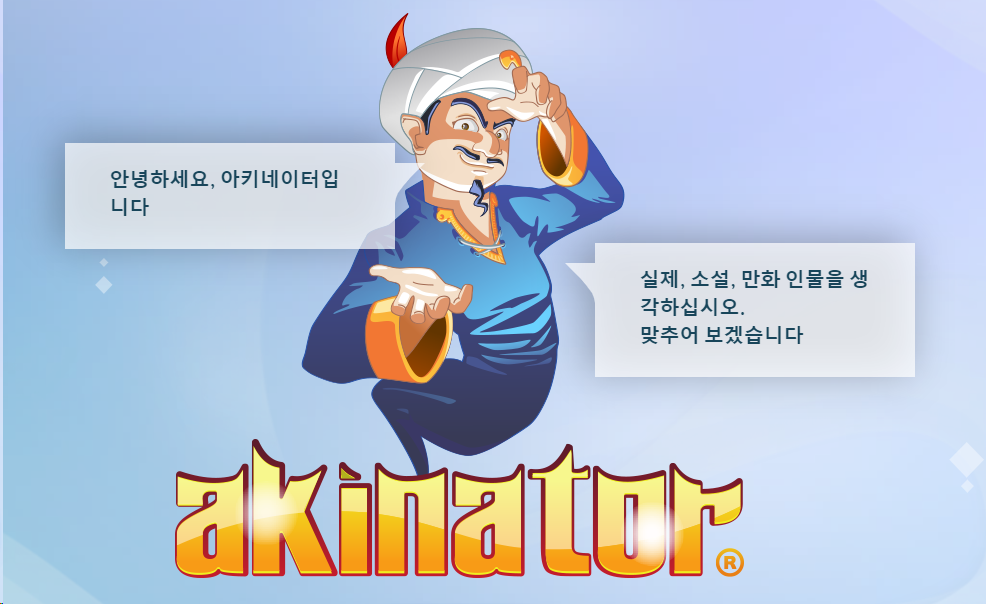 안녕하세요, 아키네이터입
니다
실제, 소설, 만화 인물을 생
각하십시오.
맞추어 보겠습니다
akinator®